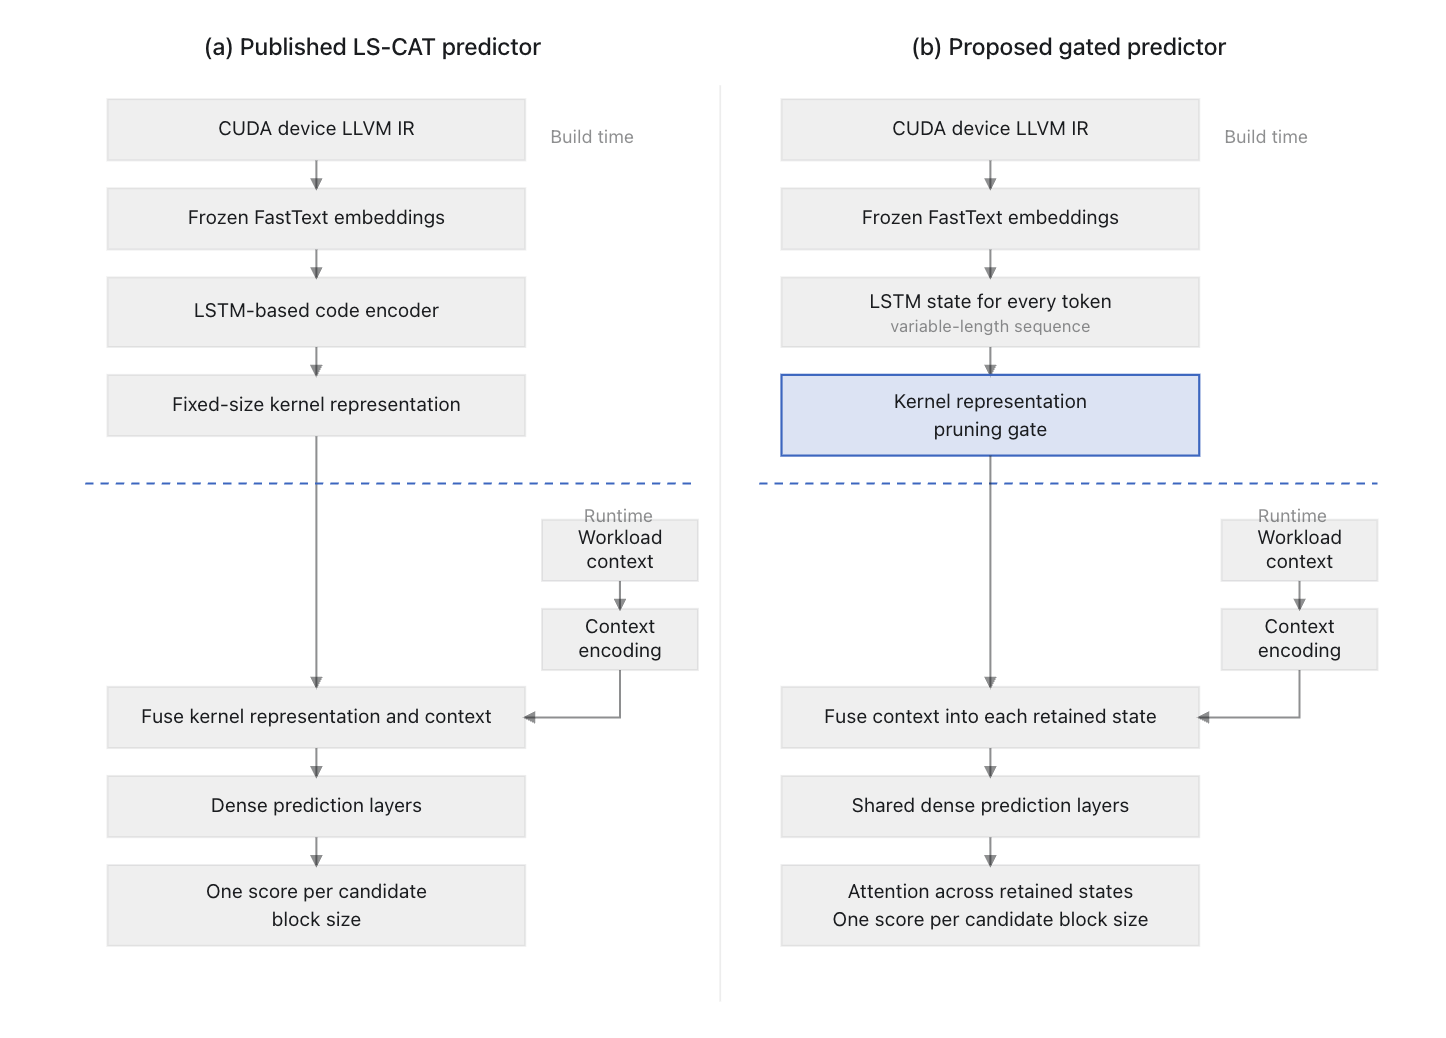 (a) Published LS-CAT predictor
CUDA device LLVM IR
Build time
Frozen FastText embeddings
LSTM-based code encoder
Fixed-size kernel representation
Runtime
Workload
context
Context
encoding
Fuse kernel representation and context
Dense prediction layers
One score per candidate
block size
(b) Proposed gated predictor
CUDA device LLVM IR
Build time
Frozen FastText embeddings
LSTM state for every token
variable-length sequence
Kernel representation
pruning gate
Runtime
Workload
context
Context
encoding
Fuse context into each retained state
Shared dense prediction layers
Attention across retained states
One score per candidate block size